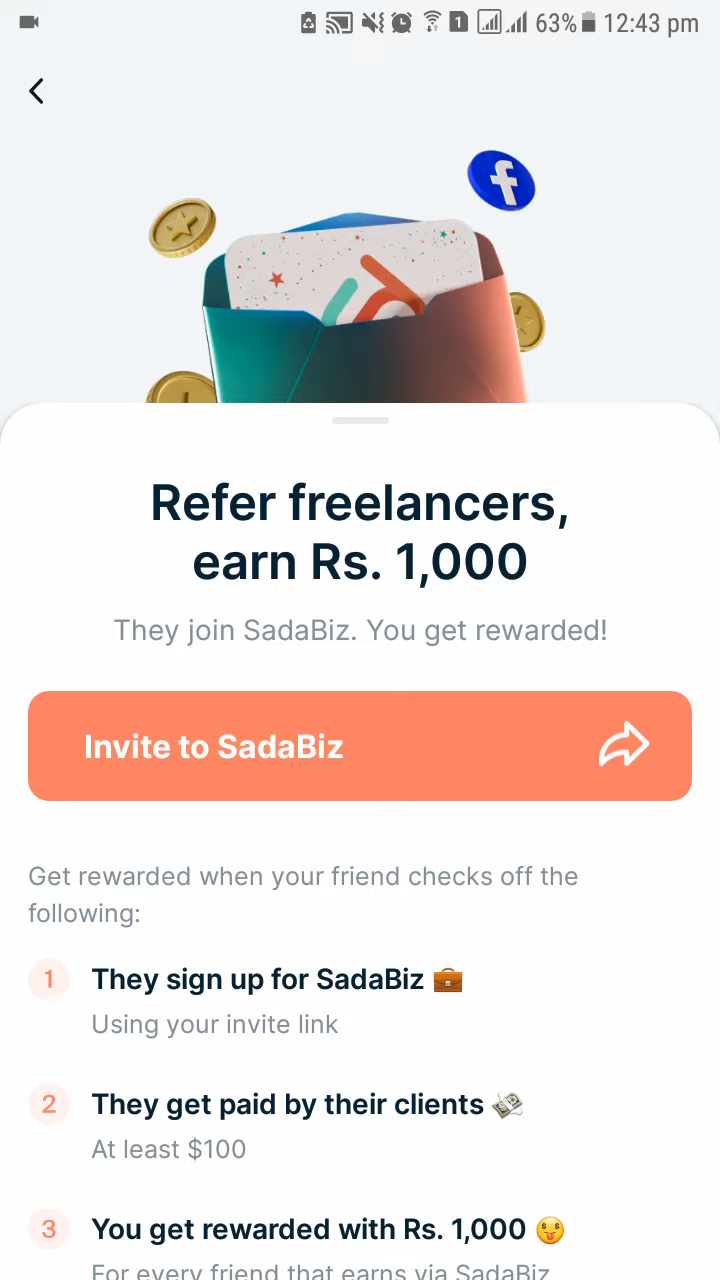 1 63% 12:43 pm
Refer freelancers,
earn Rs. 1,000
They join SadaBiz. You get rewarded!
Invite to SadaBiz
Get rewarded when your friend checks off the
following:
1 They sign up for SadaBiz
Using your invite link
2 They get paid by their clients
At least $100
3 You get rewarded with Rs. 1,000
For every friend that earns via SadaBiz